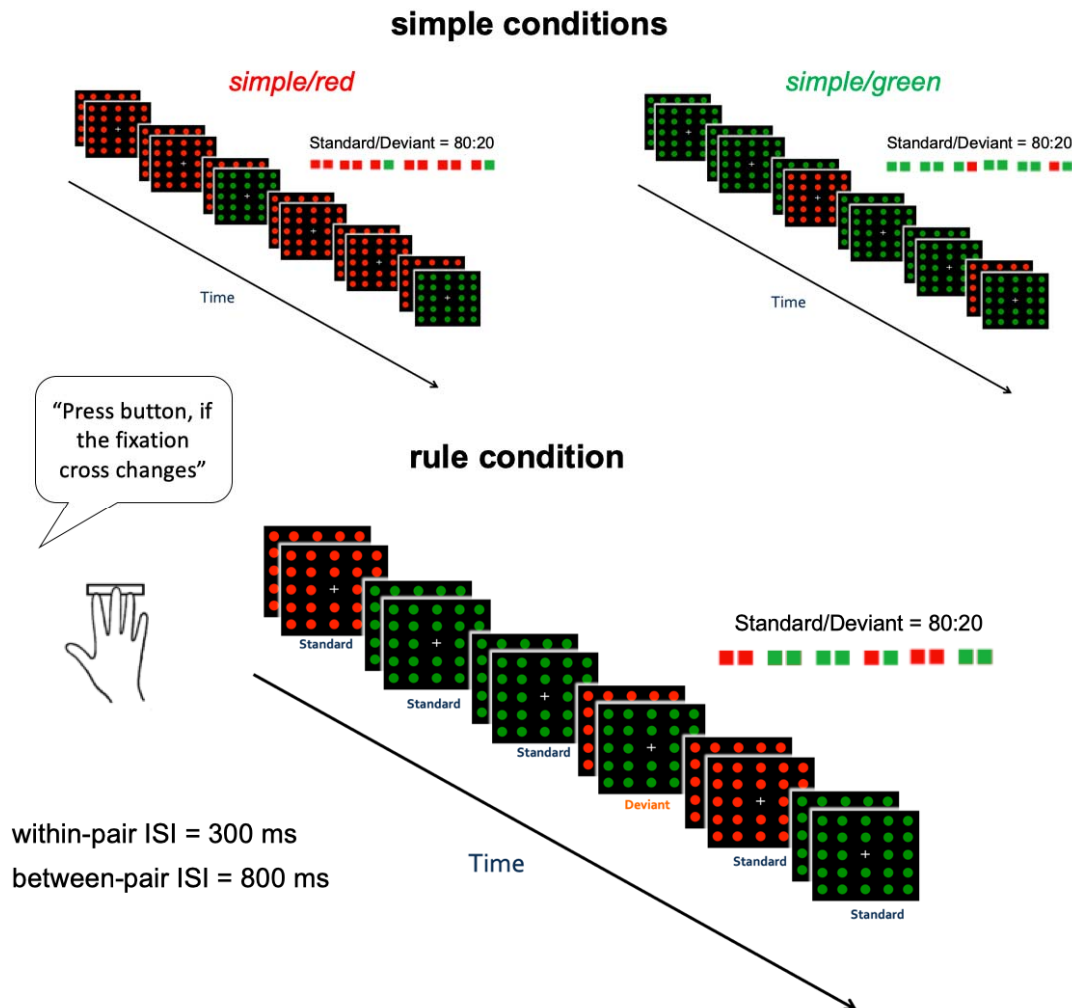 simple conditions
simple/red
simple/green
Standard/Deviant = 80:20
Standard/Deviant = 80:20
Time
Time
“Press button, if
the fixation
cross changes”
rule condition
Standard/Deviant = 80:20
Standard
Standard
Standard
Deviant
Standard
Standard
within-pair ISI = 300 ms
between-pair ISI = 800 ms
Time